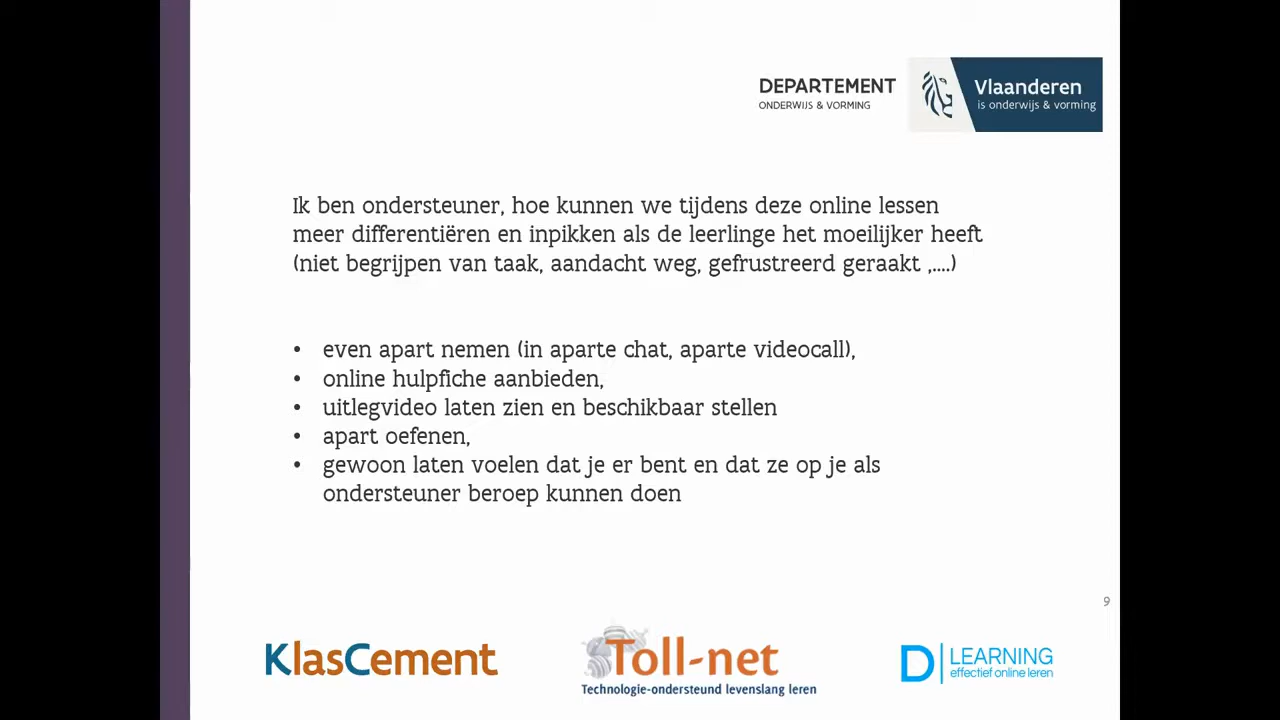 DEPARTEMENT
ONDERWIJS & VORMING
Vlaanderen
is onderwijs & vorming
Ik ben ondersteuner, hoe kunnen we tijdens deze online lessen
meer differentiëren en inpikken als de leerlinge het moeilijker heeft
(niet begrijpen van taak, aandacht weg, gefrustreerd geraakt ,....)
• even apart nemen (in aparte chat, aparte videocall),
• online hulpfiche aanbieden,
• uitlegvideo laten zien en beschikbaar stellen
• apart oefenen,
• gewoon laten voelen dat je er bent en dat ze op je als
ondersteuner beroep kunnen doen
9
KlasCement
Toll-net
Technologie-ondersteund levenslang leren
D LEARNING
effectief online leren